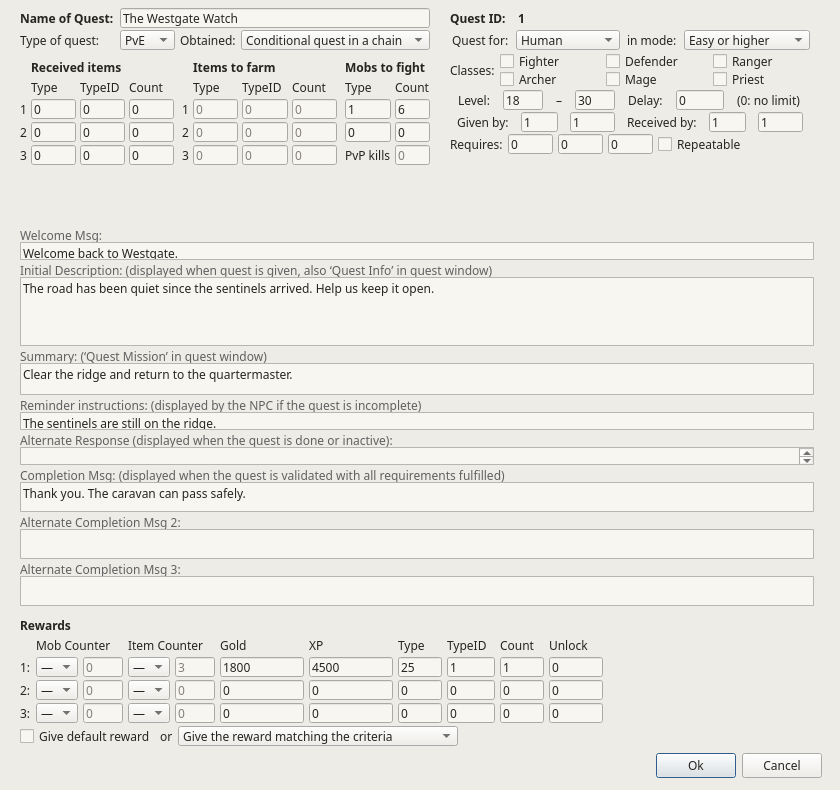 Name of Quest: The Westgate Watch Quest ID: 1
Type of quest: PvE Obtained: Conditional quest in a chain Quest for: Human in mode: Easy or higher
Received items Items to farm Mobs to fight Classes: Fighter Defender Ranger
Type TypeID Count Type TypeID Count Type Count Archer Mage Priest
1 0 0 0 1 0 0 0 1 6 Level: 18 – 30 Delay: 0 (0: no limit)
2 0 0 0 2 0 0 0 0 0 Given by: 1 1 Received by: 1 1
3 0 0 0 3 0 0 0 PvP kills 0 Requires: 0 0 0 Repeatable
Welcome Msg:
Welcome back to Westgate.
Initial Description: (displayed when quest is given, also ‘Quest Info’ in quest window)
The road has been quiet since the sentinels arrived. Help us keep it open.
Summary: (‘Quest Mission’ in quest window)
Clear the ridge and return to the quartermaster.
Reminder instructions: (displayed by the NPC if the quest is incomplete)
The sentinels are still on the ridge.
Alternate Response (displayed when the quest is done or inactive):
Completion Msg: (displayed when the quest is validated with all requirements fulfilled)
Thank you. The caravan can pass safely.
Alternate Completion Msg 2:
Alternate Completion Msg 3:
Rewards
Mob Counter Item Counter Gold XP Type TypeID Count Unlock
1: — 0 — 3 1800 4500 25 1 1 0
2: — 0 — 0 0 0 0 0 0 0
3: — 0 — 0 0 0 0 0 0 0
Give default reward or Give the reward matching the criteria
Ok Cancel